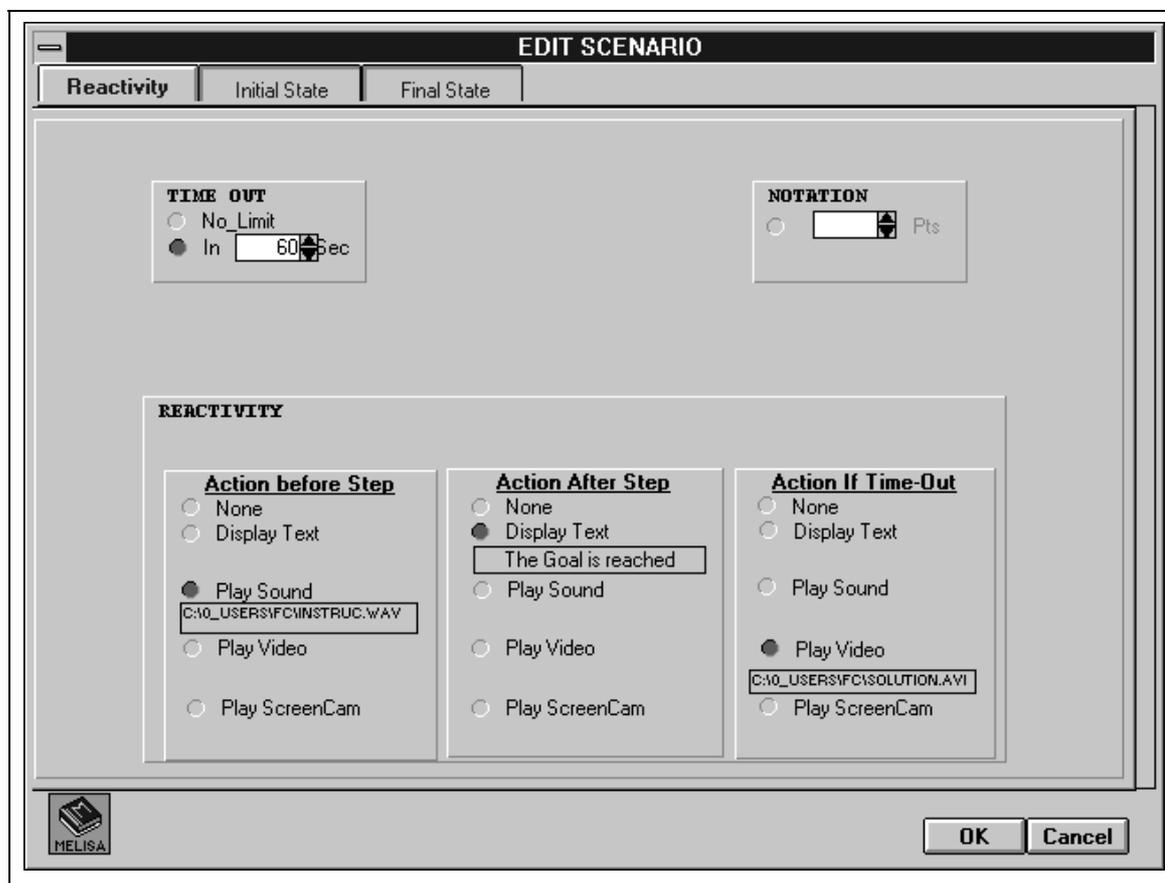 EDIT SCENARIO
Reactivity Initial State Final State
TIME OUT
No_Limit
In 60 Sec
NOTATION
Pts
REACTIVITY
Action before Step
None
Display Text
Play Sound
C:\0_USERS\FC\INSTRUC.WAV
Play Video
Play ScreenCam
Action After Step
None
Display Text
The Goal is reached
Play Sound
Play Video
Play ScreenCam
Action If Time-Out
None
Display Text
Play Sound
Play Video
C:\0_USERS\FC\SOLUTION.AVI
Play ScreenCam
MELISA
OK Cancel